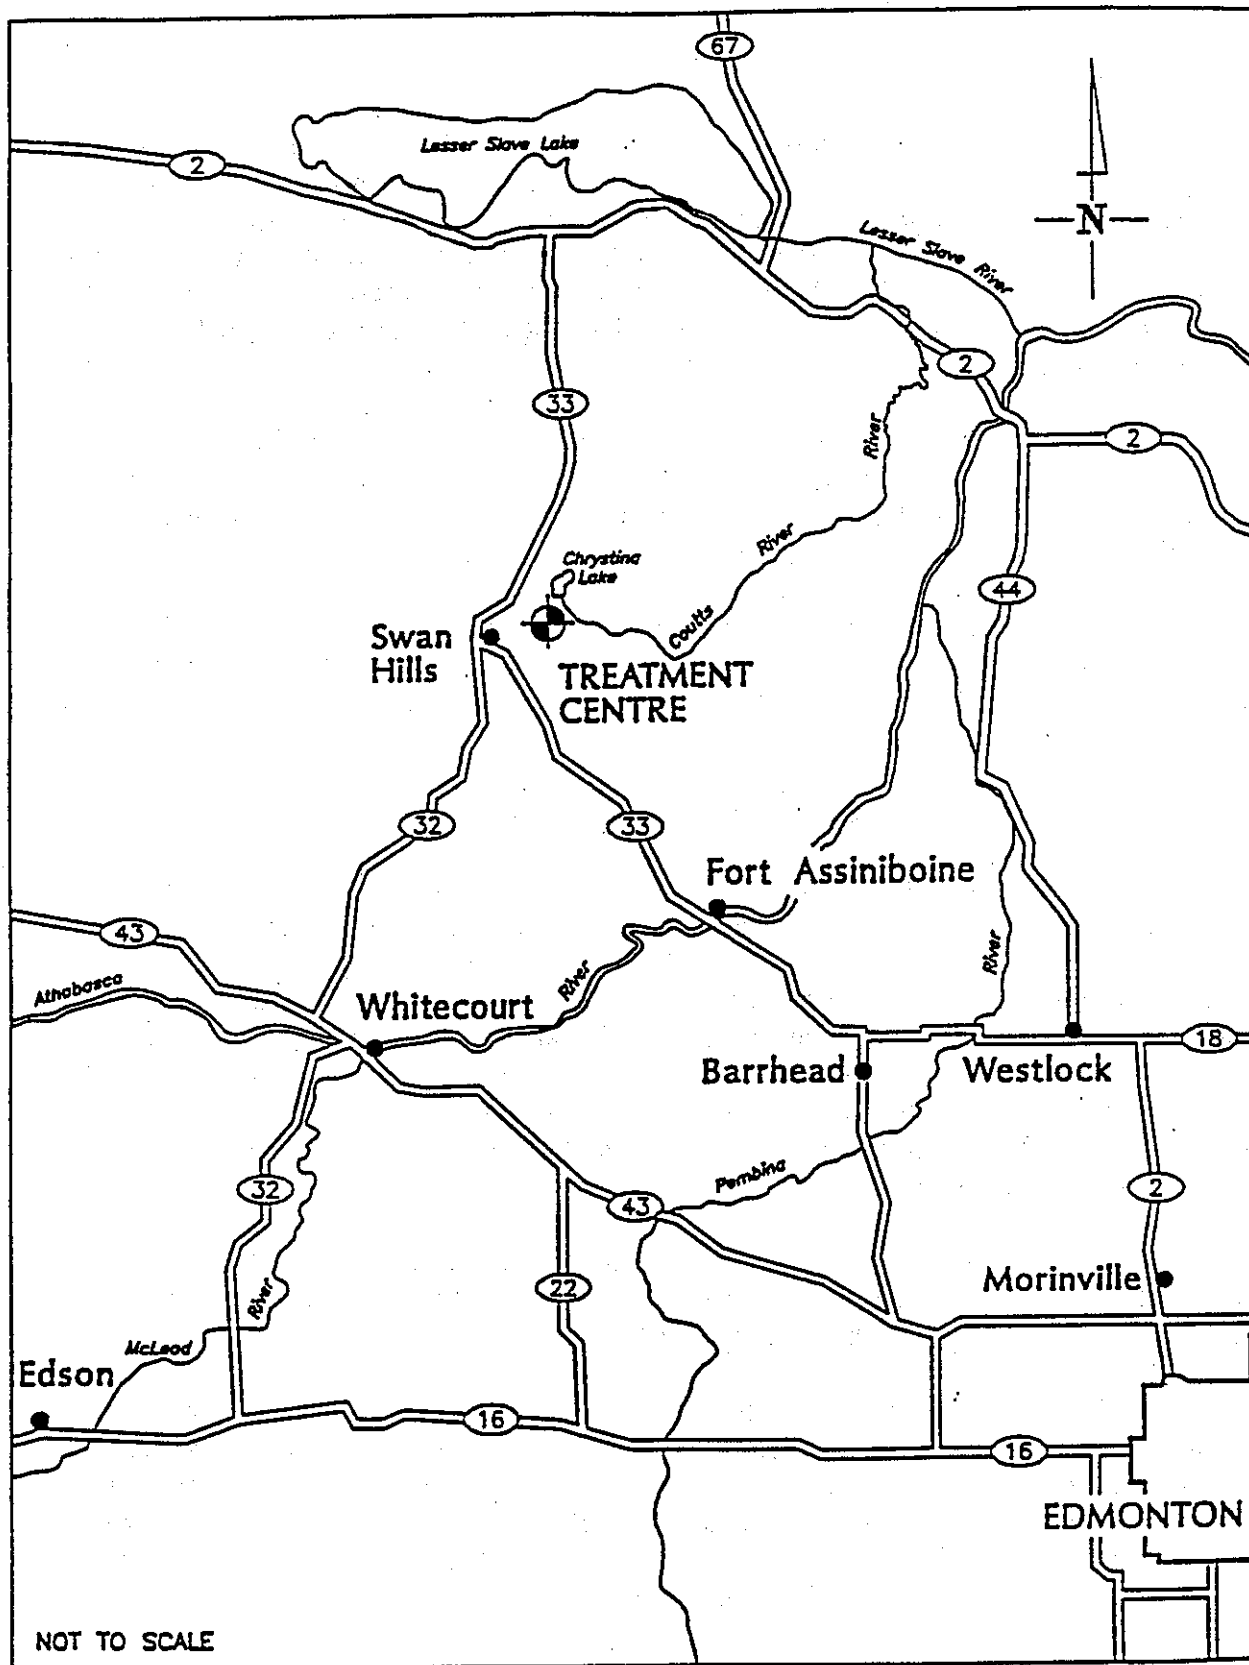 67
Lesser Slave Lake
2
N
Lesser Slave River
2
33
River
2
River
Chrystina
Lake
44
Coutts
Swan
Hills
TREATMENT
CENTRE
32
33
Fort Assiniboine
43
River
Athabasca
River
Whitecourt
18
Barrhead
Westlock
Pembina
32
2
43
Morinville
22
River
McLeod
Edson
16
16
EDMONTON
NOT TO SCALE